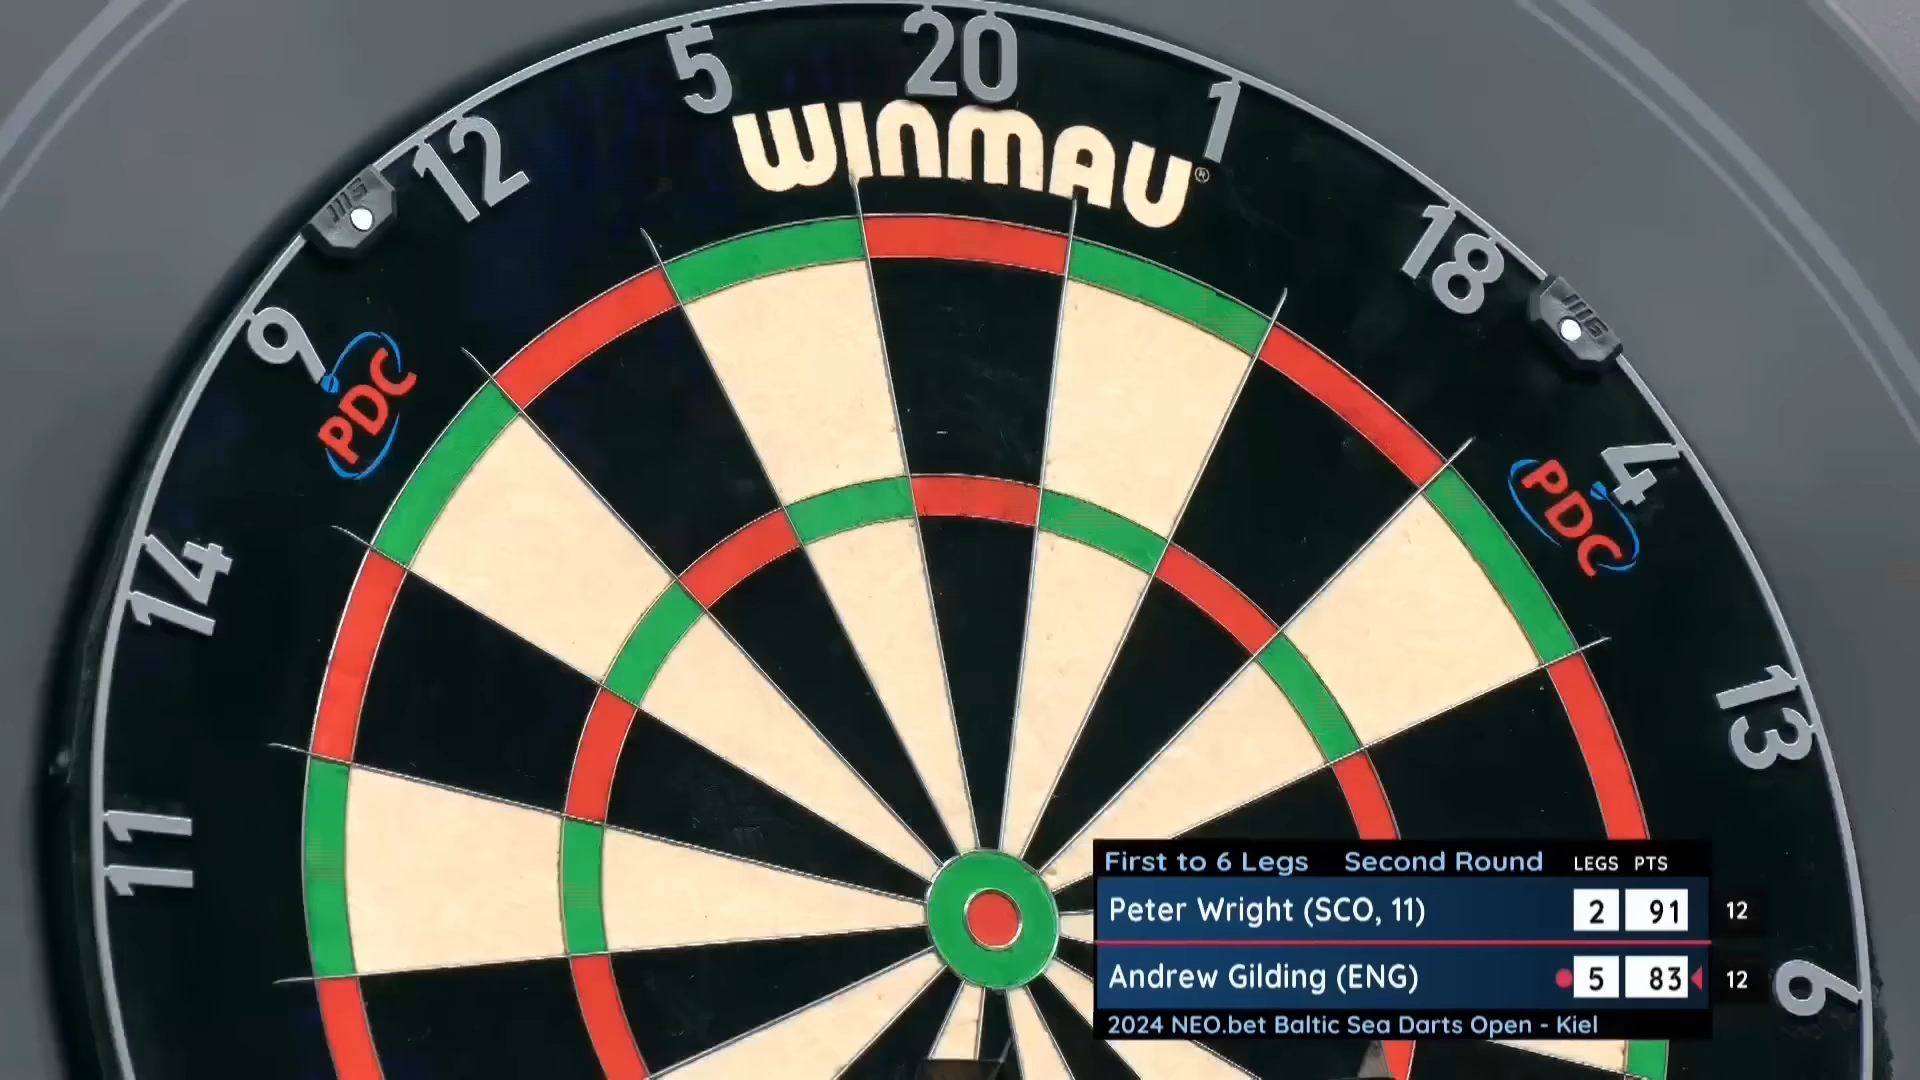 5 20 1
12 18
WINMAU®
9 4
PDC PDC
14 13
11 6
First to 6 Legs Second Round LEGS PTS
Peter Wright (SCO, 11) 2 91 12
Andrew Gilding (ENG) 5 83 12
2024 NEO.bet Baltic Sea Darts Open - Kiel